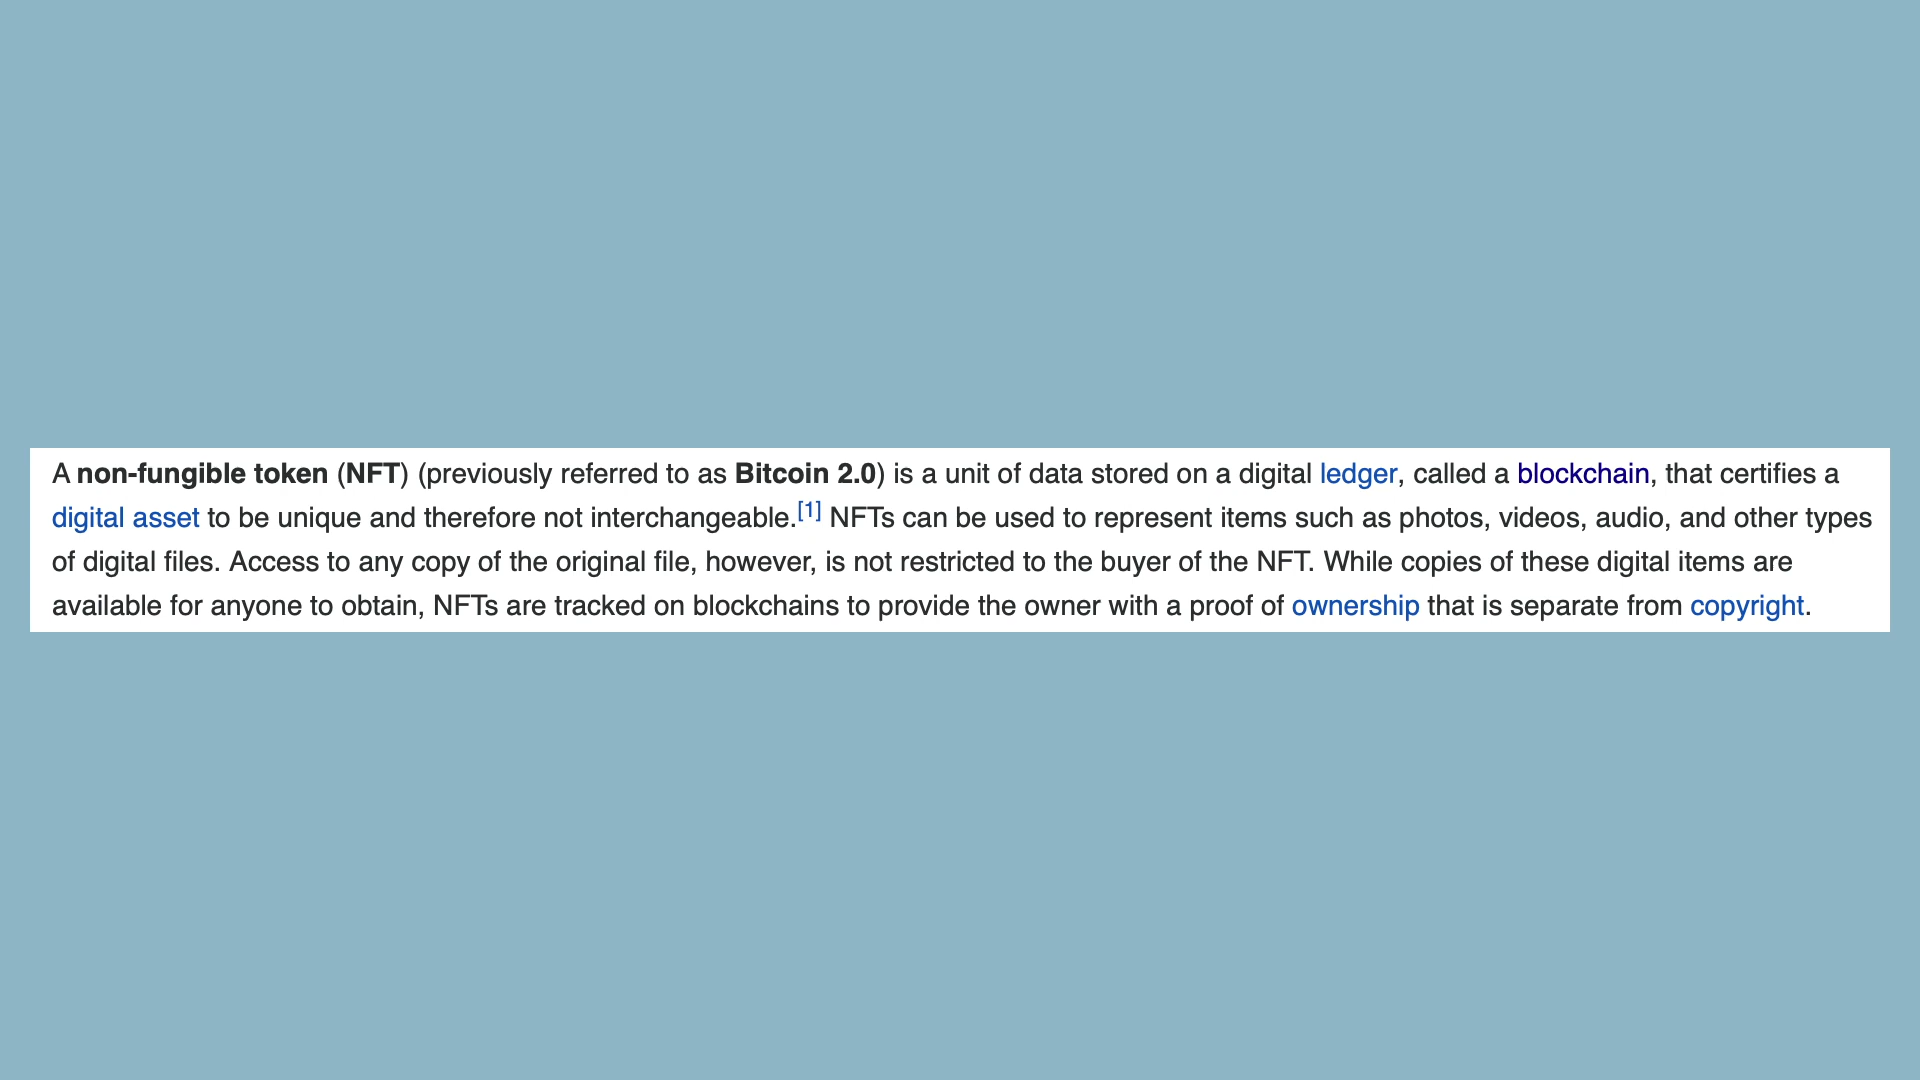 A non-fungible token (NFT) (previously referred to as Bitcoin 2.0) is a unit of data stored on a digital ledger, called a blockchain, that certifies a
digital asset to be unique and therefore not interchangeable.[1] NFTs can be used to represent items such as photos, videos, audio, and other types
of digital files. Access to any copy of the original file, however, is not restricted to the buyer of the NFT. While copies of these digital items are
available for anyone to obtain, NFTs are tracked on blockchains to provide the owner with a proof of ownership that is separate from copyright.